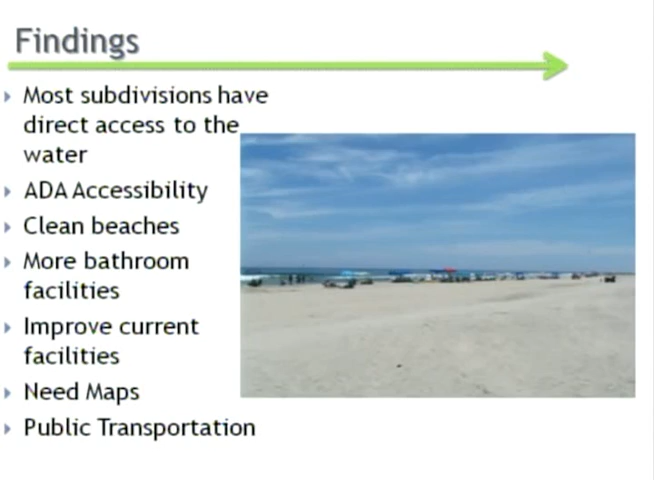 Findings
Most subdivisions have
direct access to the
water
ADA Accessibility
Clean beaches
More bathroom
facilities
Improve current
facilities
Need Maps
Public Transportation